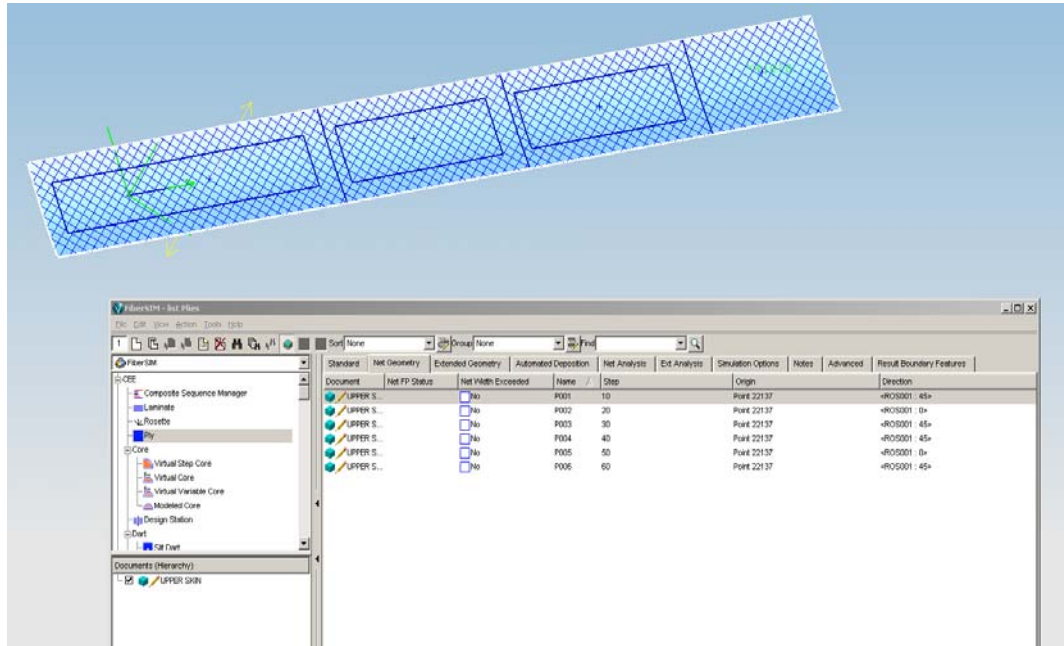 FiberSIM - list Plies
File Edit View Action Tools Help
1 Sort None Group None Find
FiberSIM
Standard Net Geometry Extended Geometry Automated Deposition Net Analysis Ext Analysis Simulation Options Notes Advanced Result Boundary Features
Document Net FP Status Net Width Exceeded Name Step Origin Direction
UPPER S... No P001 10 Point 22137 <ROS001 : 45>
UPPER S... No P002 20 Point 22137 <ROS001 : 0>
UPPER S... No P003 30 Point 22137 <ROS001 : 45>
UPPER S... No P004 40 Point 22137 <ROS001 : 45>
UPPER S... No P005 50 Point 22137 <ROS001 : 0>
UPPER S... No P006 60 Point 22137 <ROS001 : 45>
CEE
Composite Sequence Manager
Laminate
Rosette
Ply
Core
Virtual Step Core
Virtual Core
Virtual Variable Core
Modeled Core
Design Station
Dart
Slit Dart
Documents (Hierarchy)
UPPER SKIN